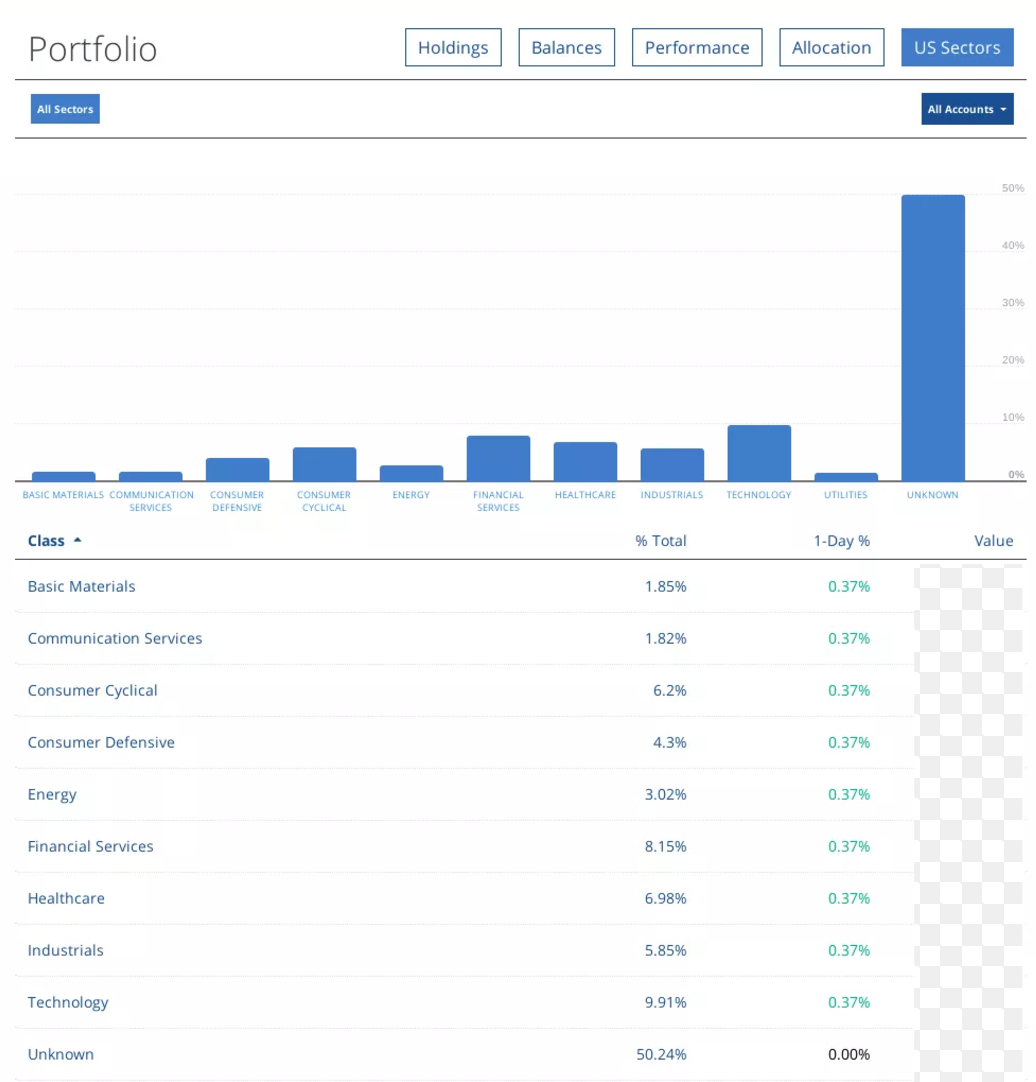 Portfolio
Holdings
Balances
Performance
Allocation
US Sectors
All Sectors
All Accounts
50%
40%
30%
20%
10%
0%
BASIC MATERIALS COMMUNICATION CONSUMER CONSUMER ENERGY FINANCIAL HEALTHCARE INDUSTRIALS TECHNOLOGY UTILITIES UNKNOWN
SERVICES DEFENSIVE CYCLICAL SERVICES
Class % Total 1-Day % Value
Basic Materials 1.85% 0.37%
Communication Services 1.82% 0.37%
Consumer Cyclical 6.2% 0.37%
Consumer Defensive 4.3% 0.37%
Energy 3.02% 0.37%
Financial Services 8.15% 0.37%
Healthcare 6.98% 0.37%
Industrials 5.85% 0.37%
Technology 9.91% 0.37%
Unknown 50.24% 0.00%